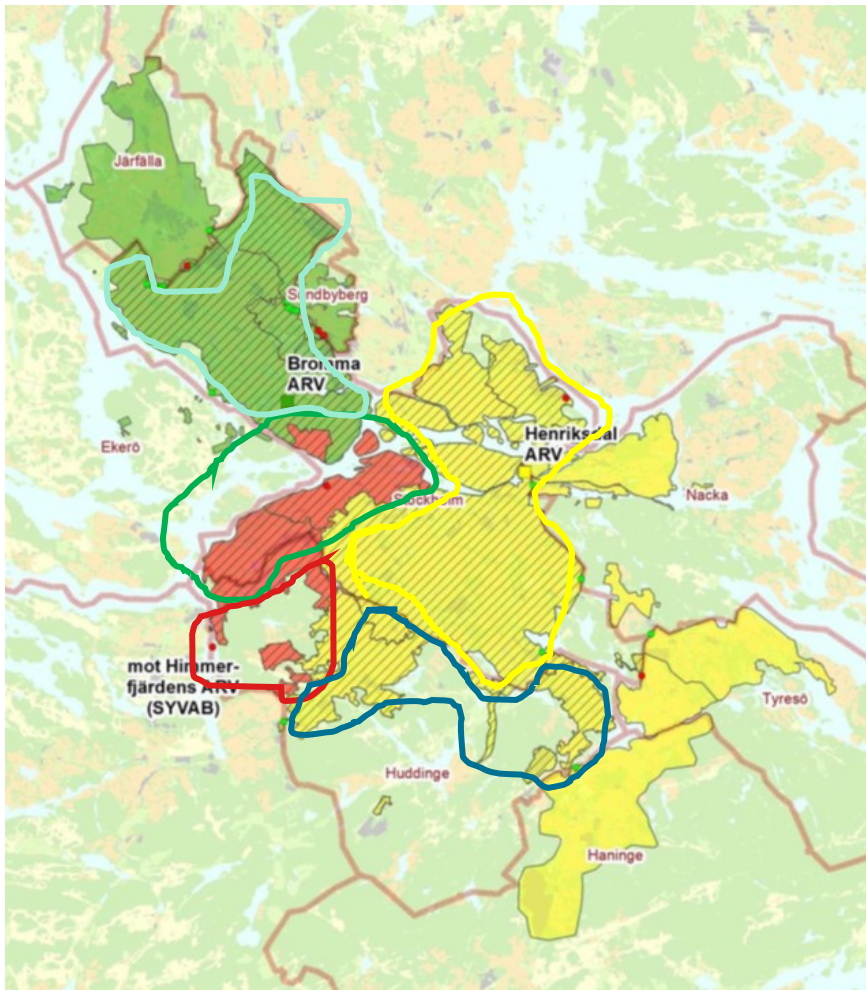 Järfälla
Sundbyberg
Bromma
ARV
Ekerö
Henriksdal
ARV
Nacka
Stockholm
mot Himmer-
fjärdens ARV
(SYVAB)
Tyresö
Huddinge
Haninge